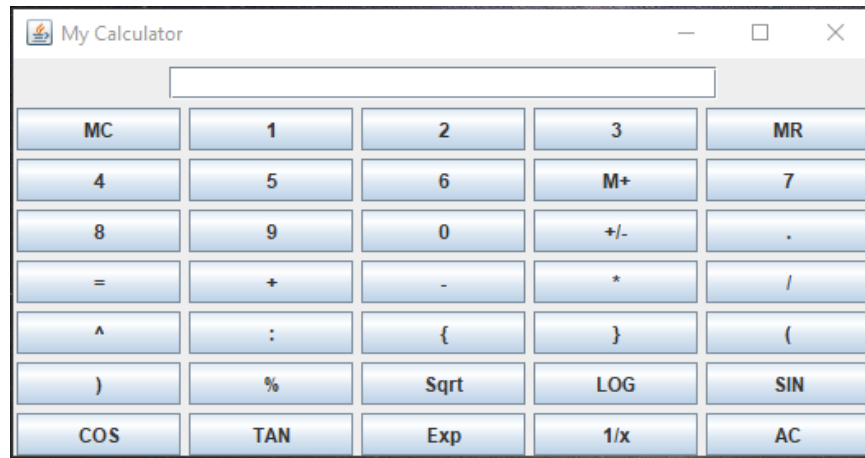 My Calculator
MC 1 2 3 MR
4 5 6 M+ 7
8 9 0 +/- .
= + - * /
^ : { } (
) % Sqrt LOG SIN
COS TAN Exp 1/x AC